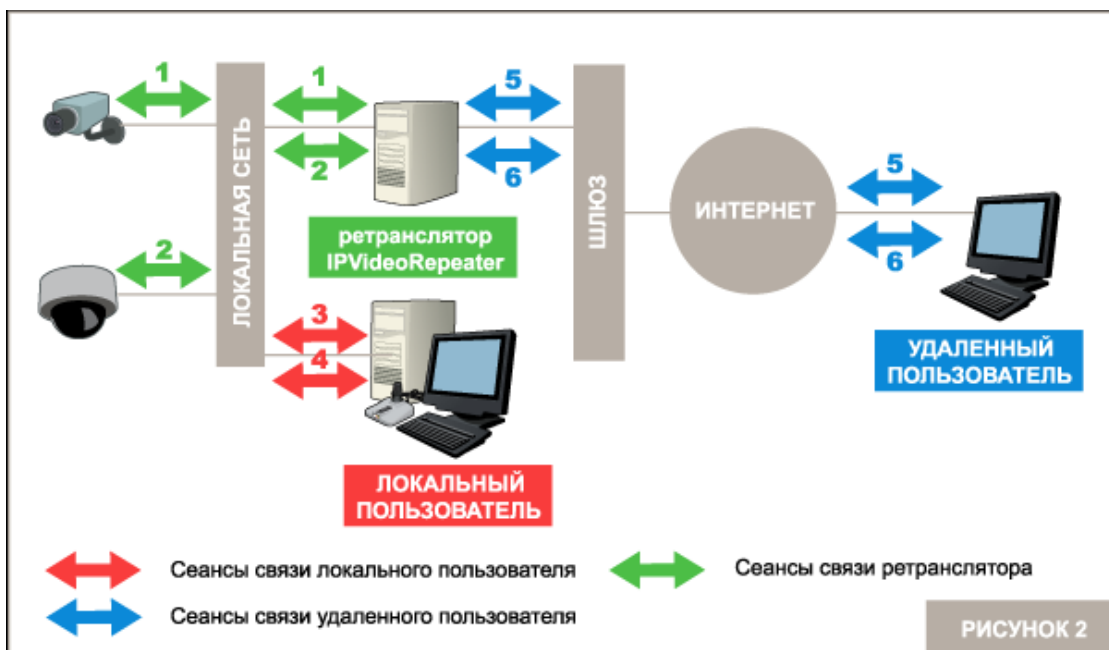 1
1
5
2
6
ЛОКАЛЬНАЯ СЕТЬ
ШЛЮЗ
ИНТЕРНЕТ
5
6
ретранслятор
IPVideoRepeater
2
3
4
УДАЛЕННЫЙ
ПОЛЬЗОВАТЕЛЬ
ЛОКАЛЬНЫЙ
ПОЛЬЗОВАТЕЛЬ
Сеансы связи локального пользователя
Сеансы связи ретранслятора
Сеансы связи удаленного пользователя
РИСУНОК 2